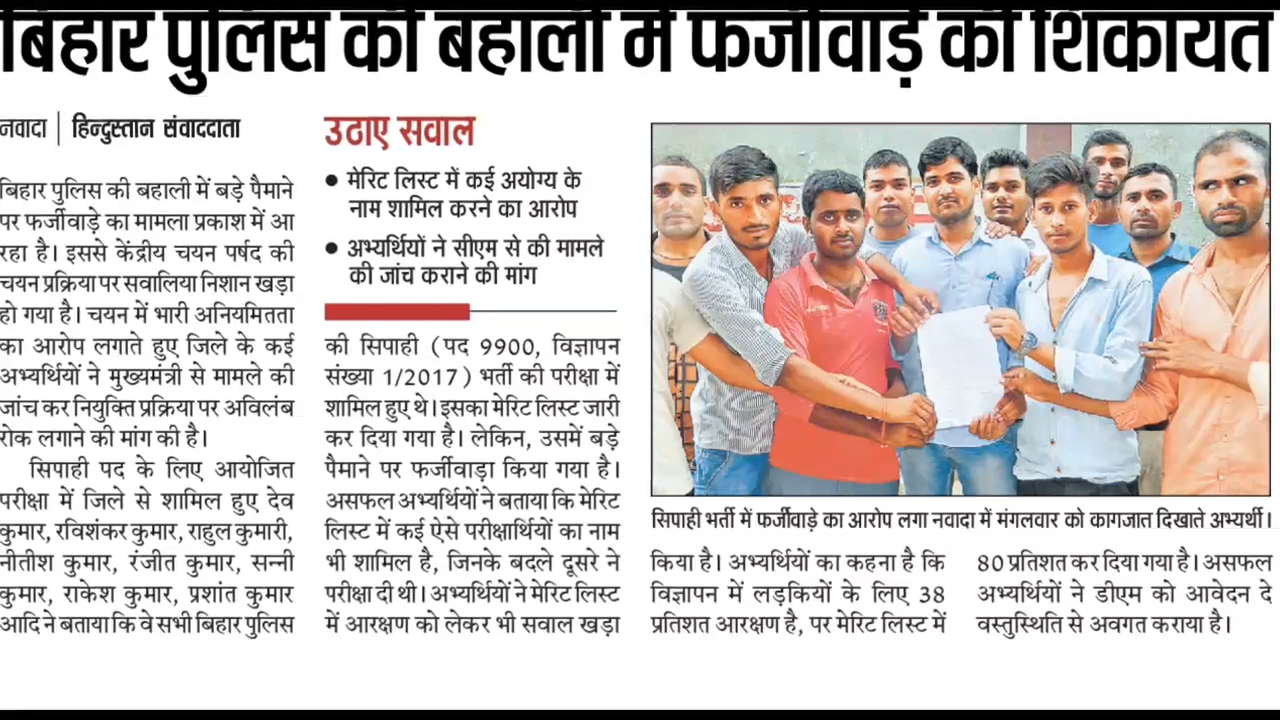 बिहार पुलिस की बहाली में फर्जीवाड़े की शिकायत
नवादा | हिन्दुस्तान संवाददाता
बिहार पुलिस की बहाली में बड़े पैमाने
पर फर्जीवाड़े का मामला प्रकाश में आ
रहा है। इससे केंद्रीय चयन पर्षद की
चयन प्रक्रिया पर सवालिया निशान खड़ा
हो गया है। चयन में भारी अनियमितता
का आरोप लगाते हुए जिले के कई
अभ्यर्थियों ने मुख्यमंत्री से मामले की
जांच कर नियुक्ति प्रक्रिया पर अविलंब
रोक लगाने की मांग की है।
सिपाही पद के लिए आयोजित
परीक्षा में जिले से शामिल हुए देव
कुमार, रविशंकर कुमार, राहुल कुमारी,
नीतीश कुमार, रंजीत कुमार, सन्नी
कुमार, राकेश कुमार, प्रशांत कुमार
आदि ने बताया कि वे सभी बिहार पुलिस
उठाए सवाल
● मेरिट लिस्ट में कई अयोग्य के
नाम शामिल करने का आरोप
● अभ्यर्थियों ने सीएम से की मामले
की जांच कराने की मांग
की सिपाही (पद 9900, विज्ञापन
संख्या 1/2017) भर्ती की परीक्षा में
शामिल हुए थे। इसका मेरिट लिस्ट जारी
कर दिया गया है। लेकिन, उसमें बड़े
पैमाने पर फर्जीवाड़ा किया गया है।
असफल अभ्यर्थियों ने बताया कि मेरिट
लिस्ट में कई ऐसे परीक्षार्थियों का नाम
भी शामिल है, जिनके बदले दूसरे ने
परीक्षा दी थी। अभ्यर्थियों ने मेरिट लिस्ट
में आरक्षण को लेकर भी सवाल खड़ा
सिपाही भर्ती में फर्जीवाड़े का आरोप लगा नवादा में मंगलवार को कागजात दिखाते अभ्यर्थी।
किया है। अभ्यर्थियों का कहना है कि
विज्ञापन में लड़कियों के लिए 38
प्रतिशत आरक्षण है, पर मेरिट लिस्ट में
80 प्रतिशत कर दिया गया है। असफल
अभ्यर्थियों ने डीएम को आवेदन दे
वस्तुस्थिति से अवगत कराया है।